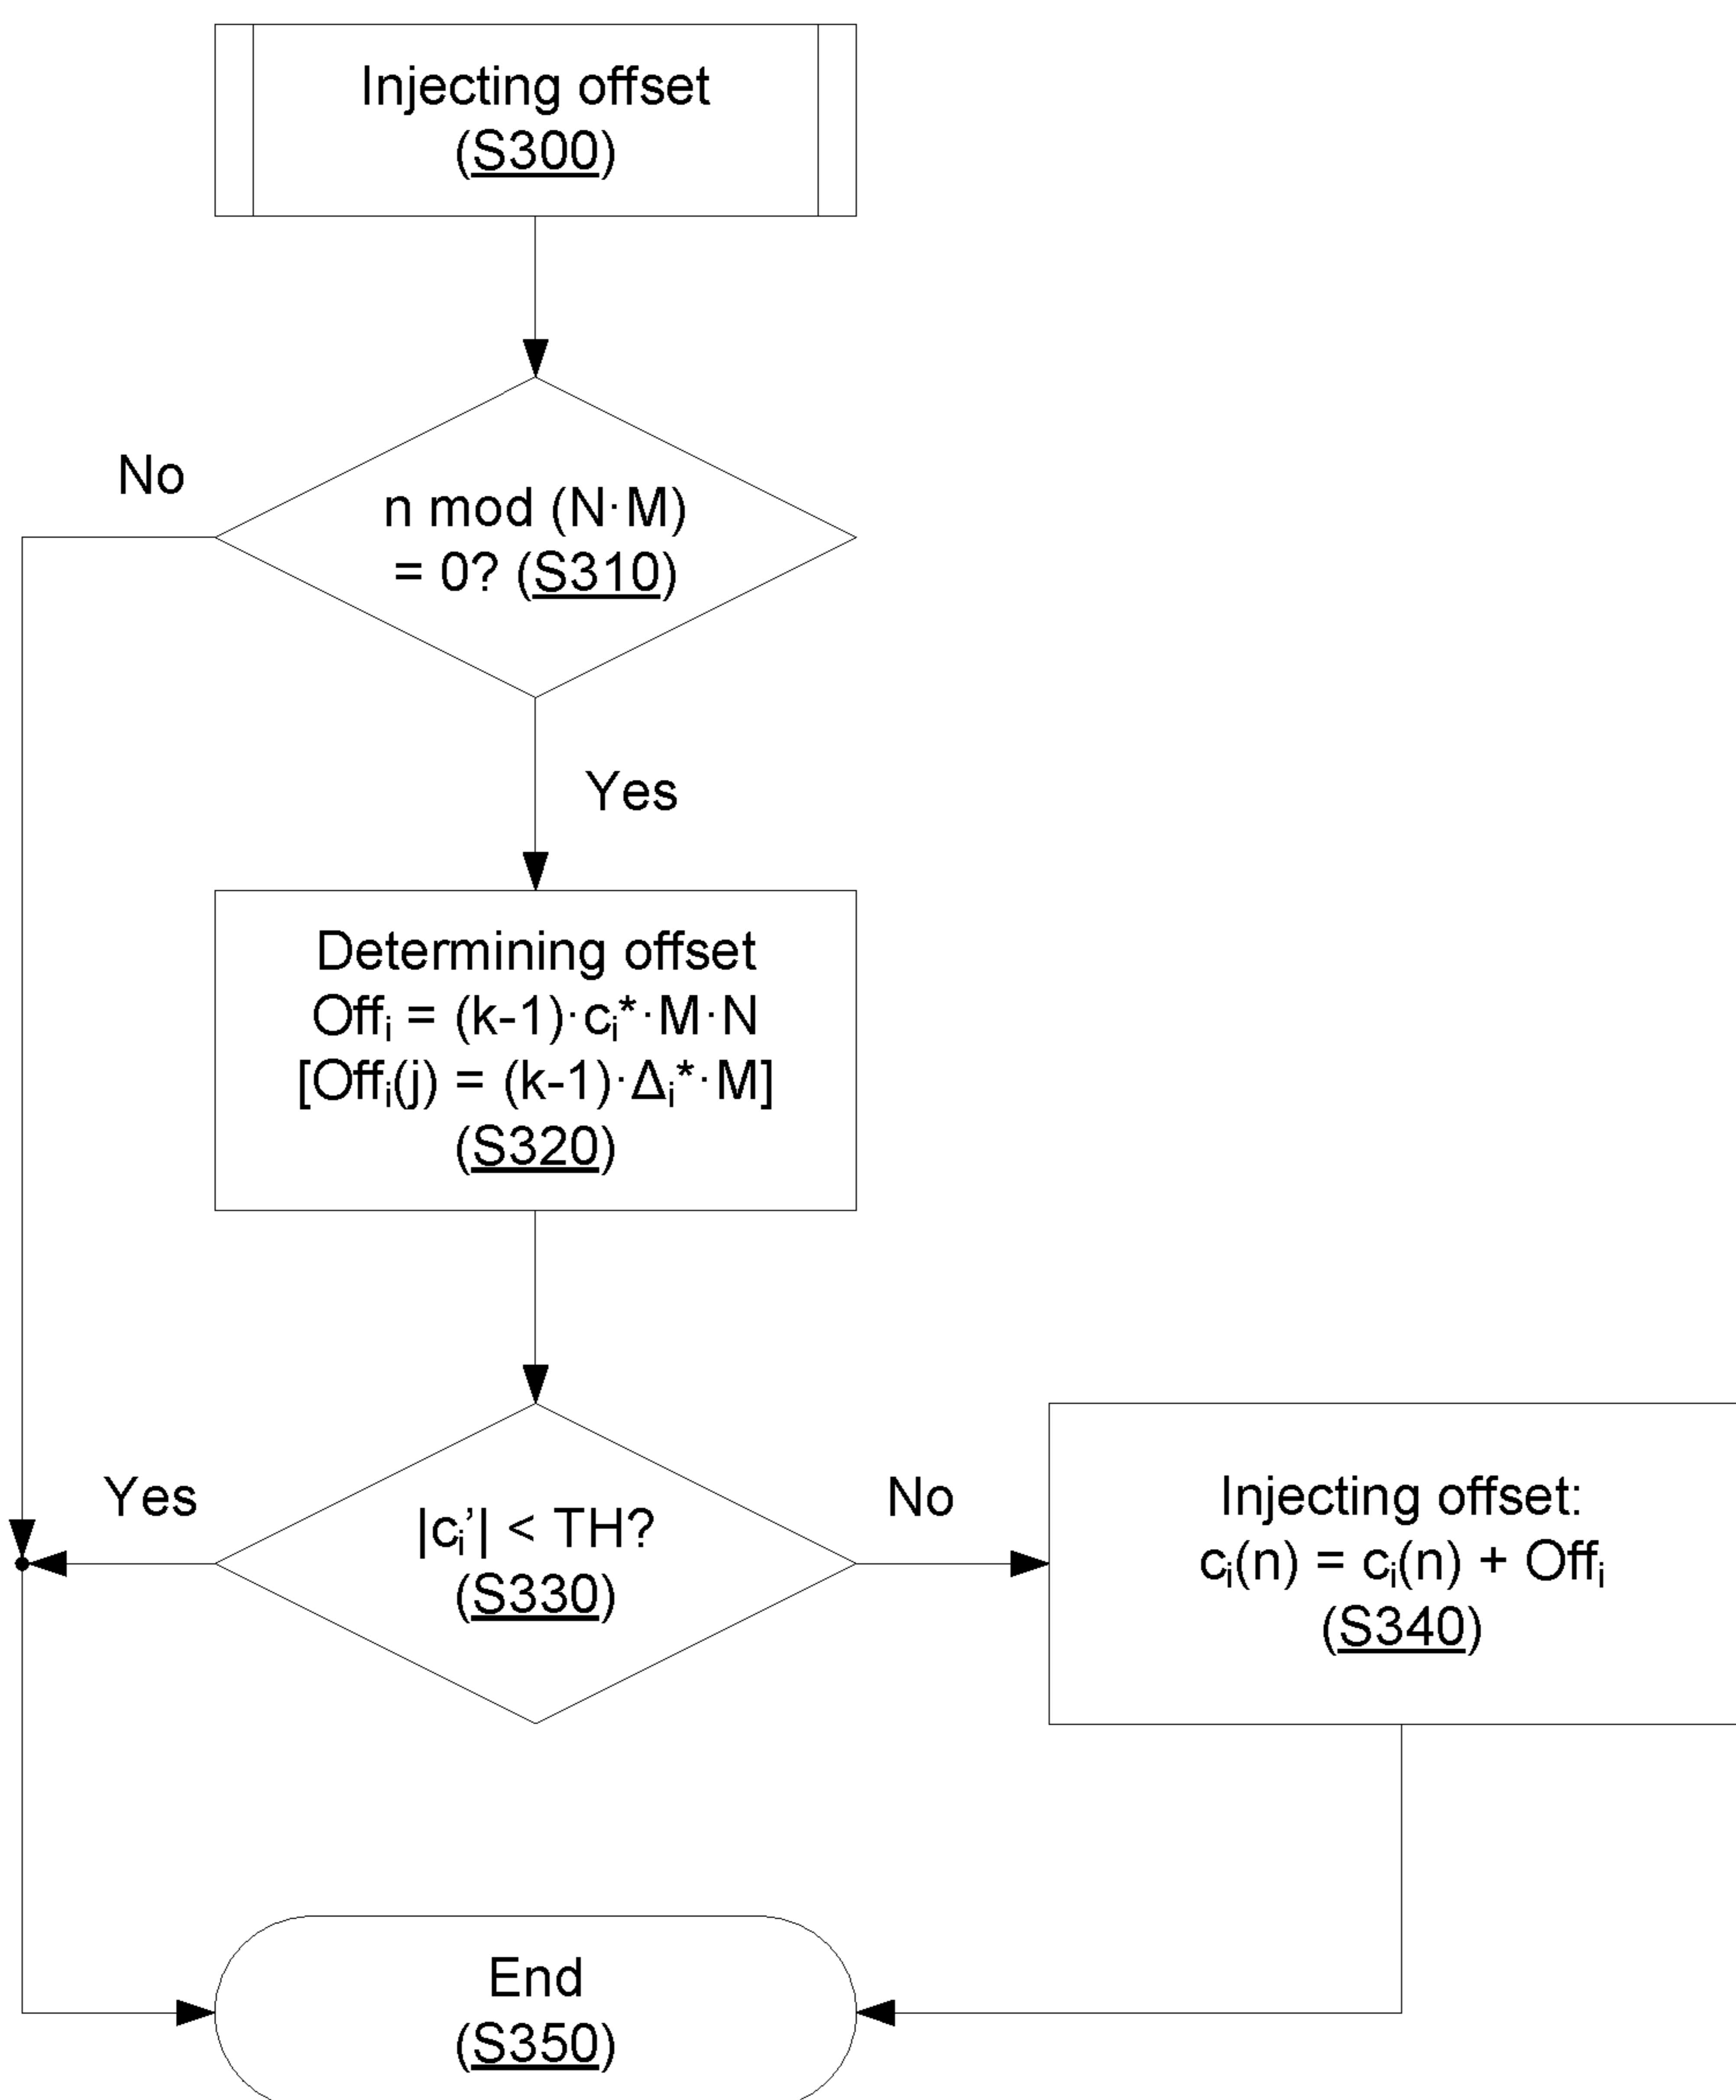 Injecting offset
(S300)
No
n mod (N·M)
= 0? (S310)
Yes
Determining offset
Offᵢ = (k-1)·cᵢ*·M·N
[Offᵢ(j) = (k-1)·Δᵢ*·M]
(S320)
Yes
|cᵢ’| < TH?
(S330)
No
Injecting offset:
cᵢ(n) = cᵢ(n) + Offᵢ
(S340)
End
(S350)